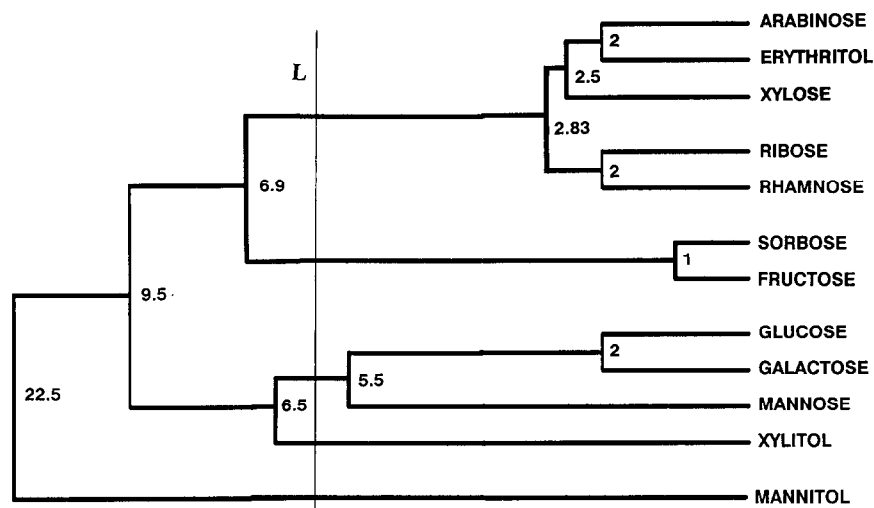 ARABINOSE
2
ERYTHRITOL
L
2.5
XYLOSE
2.83
RIBOSE
2
6.9
RHAMNOSE
SORBOSE
1
FRUCTOSE
9.5
GLUCOSE
2
GALACTOSE
5.5
22.5
6.5
MANNOSE
XYLITOL
MANNITOL